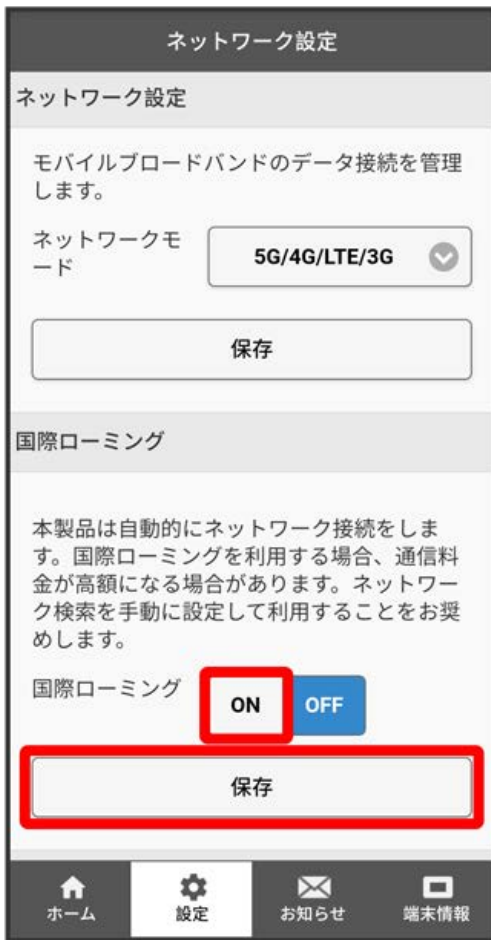 ネットワーク設定
ネットワーク設定
モバイルブロードバンドのデータ接続を管理
します。
ネットワークモ
ード
5G/4G/LTE/3G
保存
国際ローミング
本製品は自動的にネットワーク接続をしま
す。国際ローミングを利用する場合、通信料
金が高額になる場合があります。ネットワー
ク検索を手動に設定して利用することをお奨
めします。
国際ローミング
ON OFF
保存
ホーム 設定 お知らせ 端末情報